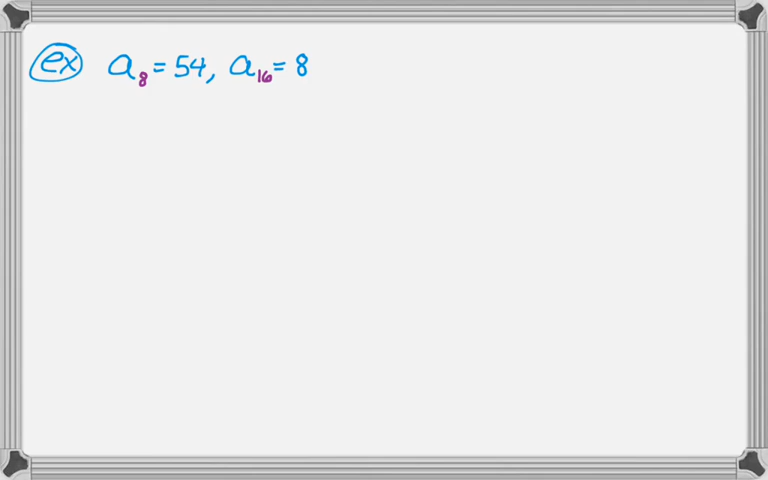 ex a₈ = 54, a₁₆ = 8